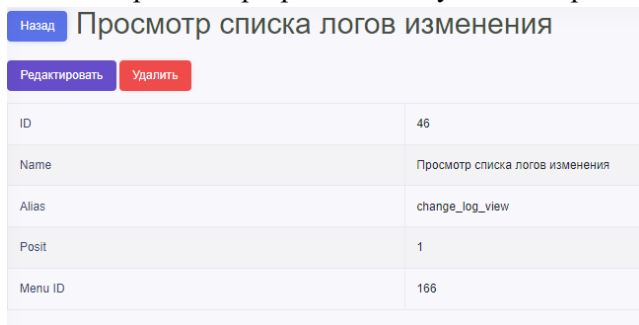 Назад Просмотр списка логов изменения
Редактировать Удалить
ID 46
Name Просмотр списка логов изменения
Alias change_log_view
Posit 1
Menu ID 166